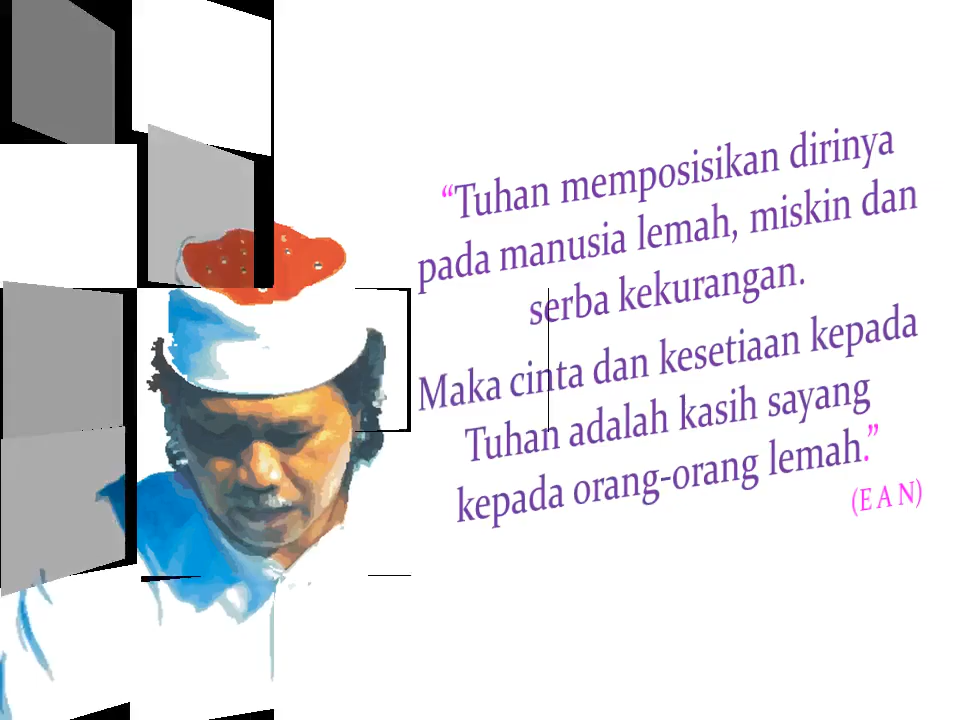 “Tuhan memposisikan dirinya
pada manusia lemah, miskin dan
serba kekurangan.
Maka cinta dan kesetiaan kepada
Tuhan adalah kasih sayang
kepada orang-orang lemah.”
(E A N)